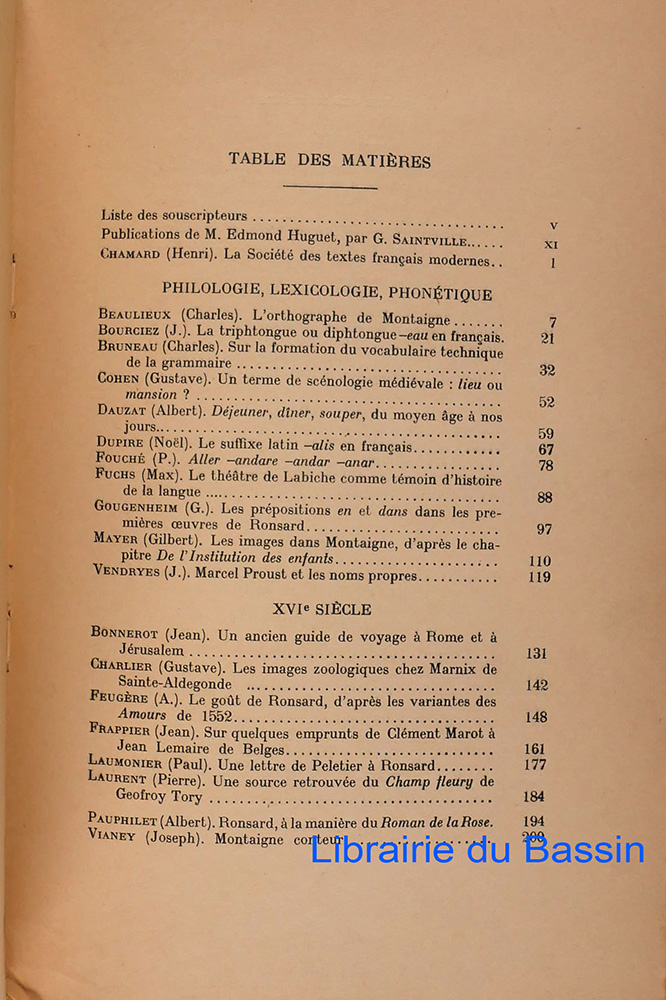 TABLE DES MATIÈRES
Liste des souscripteurs .............................. V
Publications de M. Edmond Huguet, par G. SAINTVILLE...... XI
CHAMARD (Henri). La Société des textes français modernes.. 1
PHILOLOGIE, LEXICOLOGIE, PHONÉTIQUE
BEAULIEUX (Charles). L'orthographe de Montaigne....... 7
BOURCIEZ (J.). La triphtongue ou diphtongue -eau en français. 21
BRUNEAU (Charles). Sur la formation du vocabulaire technique
de la grammaire .............................. 32
COHEN (Gustave). Un terme de scénologie médiévale : lieu ou
mansion ? .............................. 52
DAUZAT (Albert). Déjeuner, dîner, souper, du moyen âge à nos
jours.............................. 59
DUPIRE (Noël). Le suffixe latin -alis en français............ 67
FOUCHÉ (P.). Aller -andare -andar -anar................ 78
FUCHS (Max). Le théâtre de Labiche comme témoin d'histoire
de la langue .............................. 88
GOUGENHEIM (G.). Les prépositions en et dans dans les pre-
mières œuvres de Ronsard........................ 97
MAYER (Gilbert). Les images dans Montaigne, d'après le cha-
pitre De l'Institution des enfants.................... 110
VENDRYES (J.). Marcel Proust et les noms propres........... 119
XVIe SIÈCLE
BONNEROT (Jean). Un ancien guide de voyage à Rome et à
Jérusalem .............................. 131
CHARLIER (Gustave). Les images zoologiques chez Marnix de
Sainte-Aldegonde .............................. 142
FEUGÈRE (A.). Le goût de Ronsard, d'après les variantes des
Amours de 1552.............................. 148
FRAPPIER (Jean). Sur quelques emprunts de Clément Marot à
Jean Lemaire de Belges.......................... 161
LAUMONIER (Paul). Une lettre de Peletier à Ronsard........ 177
LAURENT (Pierre). Une source retrouvée du Champ fleury de
Geofroy Tory .............................. 184
PAUPHILET (Albert). Ronsard, à la manière du Roman de la Rose. 194
VIANEY (Joseph). Montaigne conteur ....................
Librairie du Bassin